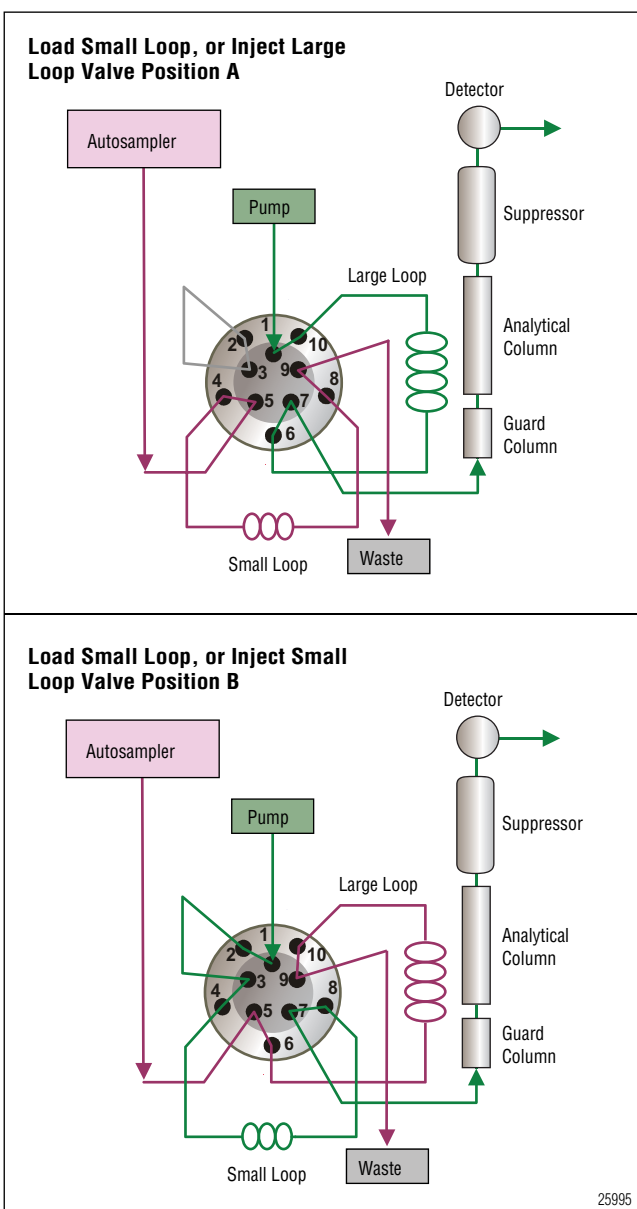 Load Small Loop, or Inject Large
Loop Valve Position A
Detector
Autosampler
Pump
Suppressor
Large Loop
Analytical
Column
1
2
10
3
9
4
8
5
7
6
Guard
Column
Small Loop
Waste
Load Small Loop, or Inject Small
Loop Valve Position B
Detector
Autosampler
Pump
Suppressor
Large Loop
Analytical
Column
1
2
10
3
9
4
8
5
7
6
Guard
Column
Small Loop
Waste
25995